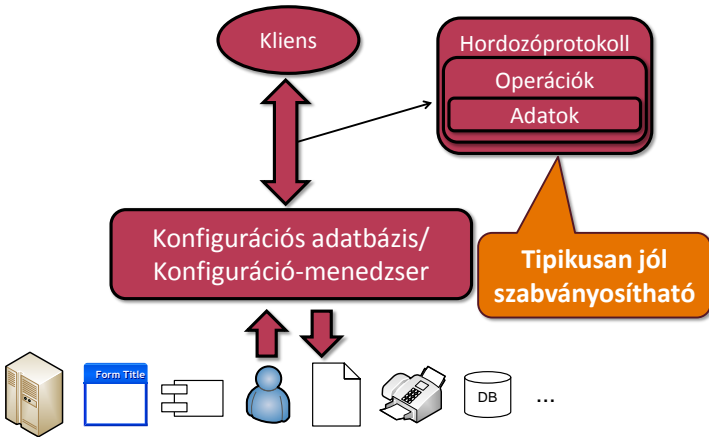 Kliens
Hordozóprotokoll
Operációk
Adatok
Konfigurációs adatbázis/
Konfiguráció-menedzser
Tipikusan jól
szabványosítható
Form Title
DB
...